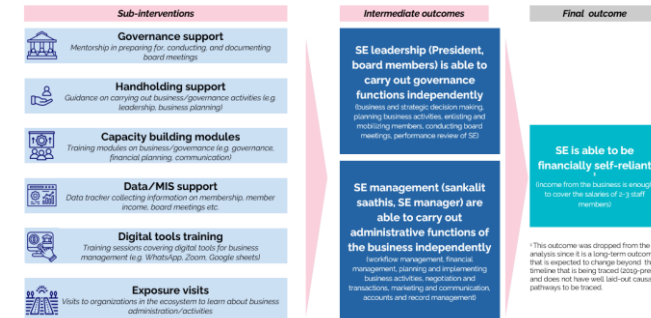 Sub-interventions
Governance support
Mentorship in preparing for, conducting, and documenting
board meetings
Handholding support
Guidance on carrying out business/governance activities (e.g.
leadership, business planning)
Capacity building modules
Training modules on business/governance (e.g. governance,
financial planning, communication)
Data/MIS support
Data tracker collecting information on membership, member
income, board meetings etc.
Digital tools training
Training sessions covering digital tools for business
management (e.g. WhatsApp, Zoom, Google sheets)
Exposure visits
Visits to organizations in the ecosystem to learn about business
administration/activities
Intermediate outcomes
SE leadership (President,
board members) is able to
carry out governance
functions independently
(business and strategic decision making,
planning business activities, enlisting and
mobilizing members, conducting board
meetings, performance review of SE)
SE management (sankalit
saathis, SE manager) are
able to carry out
administrative functions of
the business independently
(workflow management, financial
management, planning and implementing
business activities, negotiation and
transactions, marketing and communication,
accounts and record management)
Final outcome
SE is able to be
financially self-reliant
1
(income from the business is enough
to cover the salaries of 2-3 staff
members)
¹ This outcome was dropped from the
analysis since it is a long-term outcom
that is expected to change beyond th
timeline that is being traced (2019-pre
and does not have well laid-out causa
pathways to be traced.